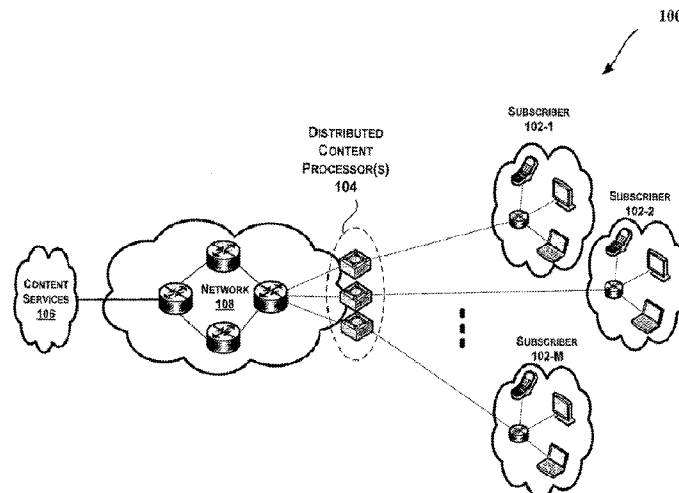 100
SUBSCRIBER
102-1
DISTRIBUTED
CONTENT
PROCESSOR(S)
104
SUBSCRIBER
102-2
CONTENT
SERVICES
106
NETWORK
108
SUBSCRIBER
102-M